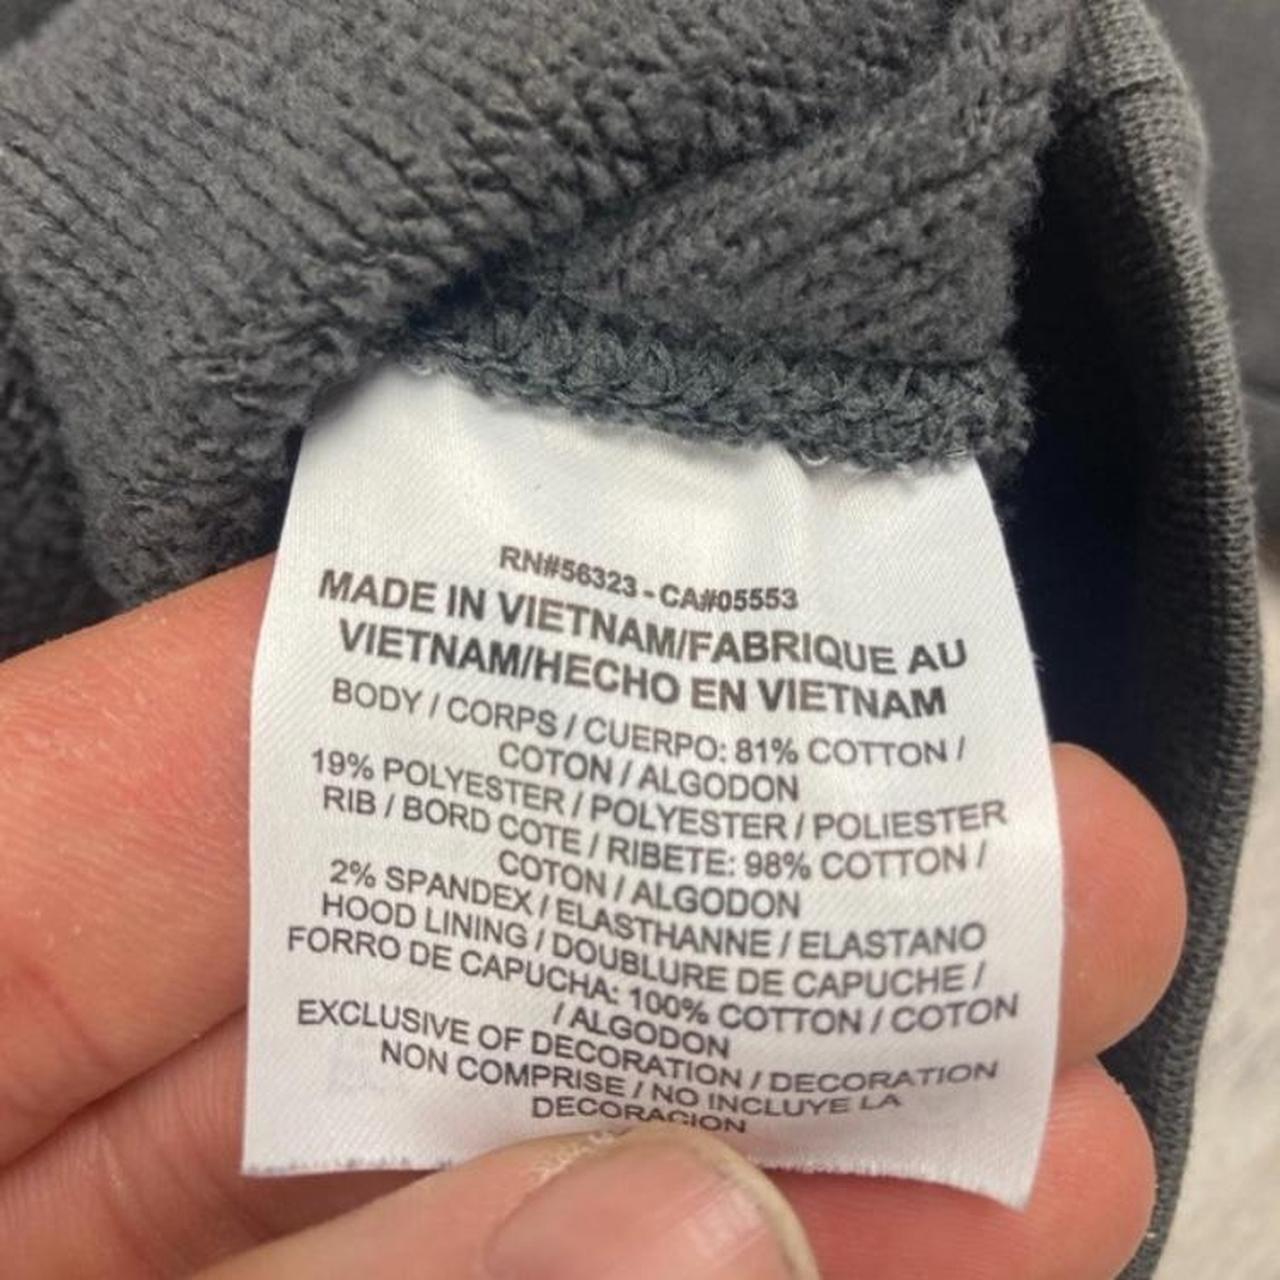 RN#56323 - CA#05553
MADE IN VIETNAM/FABRIQUE AU
VIETNAM/HECHO EN VIETNAM
BODY / CORPS / CUERPO: 81% COTTON /
COTON / ALGODON
19% POLYESTER / POLYESTER / POLIESTER
RIB / BORD COTE / RIBETE: 98% COTTON /
COTON / ALGODON
2% SPANDEX / ELASTHANNE / ELASTANO
HOOD LINING / DOUBLURE DE CAPUCHE /
FORRO DE CAPUCHA: 100% COTTON / COTON
/ ALGODON
EXCLUSIVE OF DECORATION / DECORATION
NON COMPRISE / NO INCLUYE LA
DECORACION